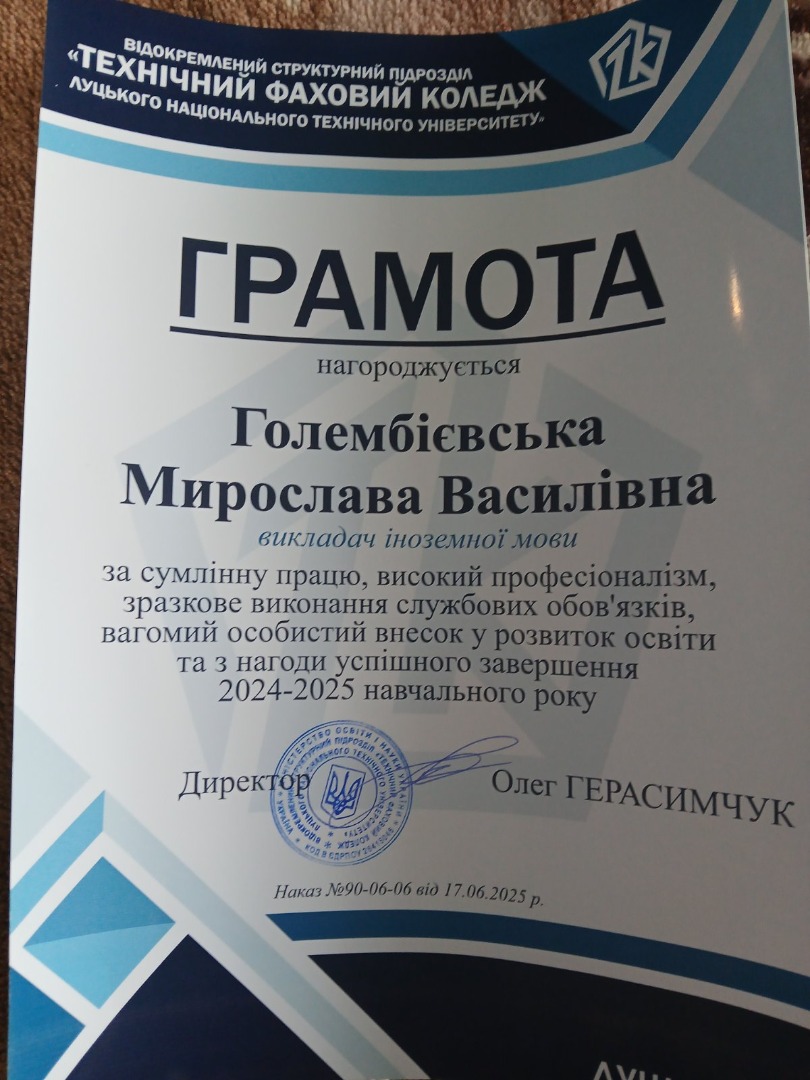 ВІДОКРЕМЛЕНИЙ СТРУКТУРНИЙ ПІДРОЗДІЛ
«ТЕХНІЧНИЙ ФАХОВИЙ КОЛЕДЖ
ЛУЦЬКОГО НАЦІОНАЛЬНОГО ТЕХНІЧНОГО УНІВЕРСИТЕТУ»
ТК
ГРАМОТА
нагороджується
Голембієвська
Мирослава Василівна
викладач іноземної мови
за сумлінну працю, високий професіоналізм,
зразкове виконання службових обов'язків,
вагомий особистий внесок у розвиток освіти
та з нагоди успішного завершення
2024-2025 навчального року
Директор
Олег ГЕРАСИМЧУК
Наказ №90-06-06 від 17.06.2025 р.